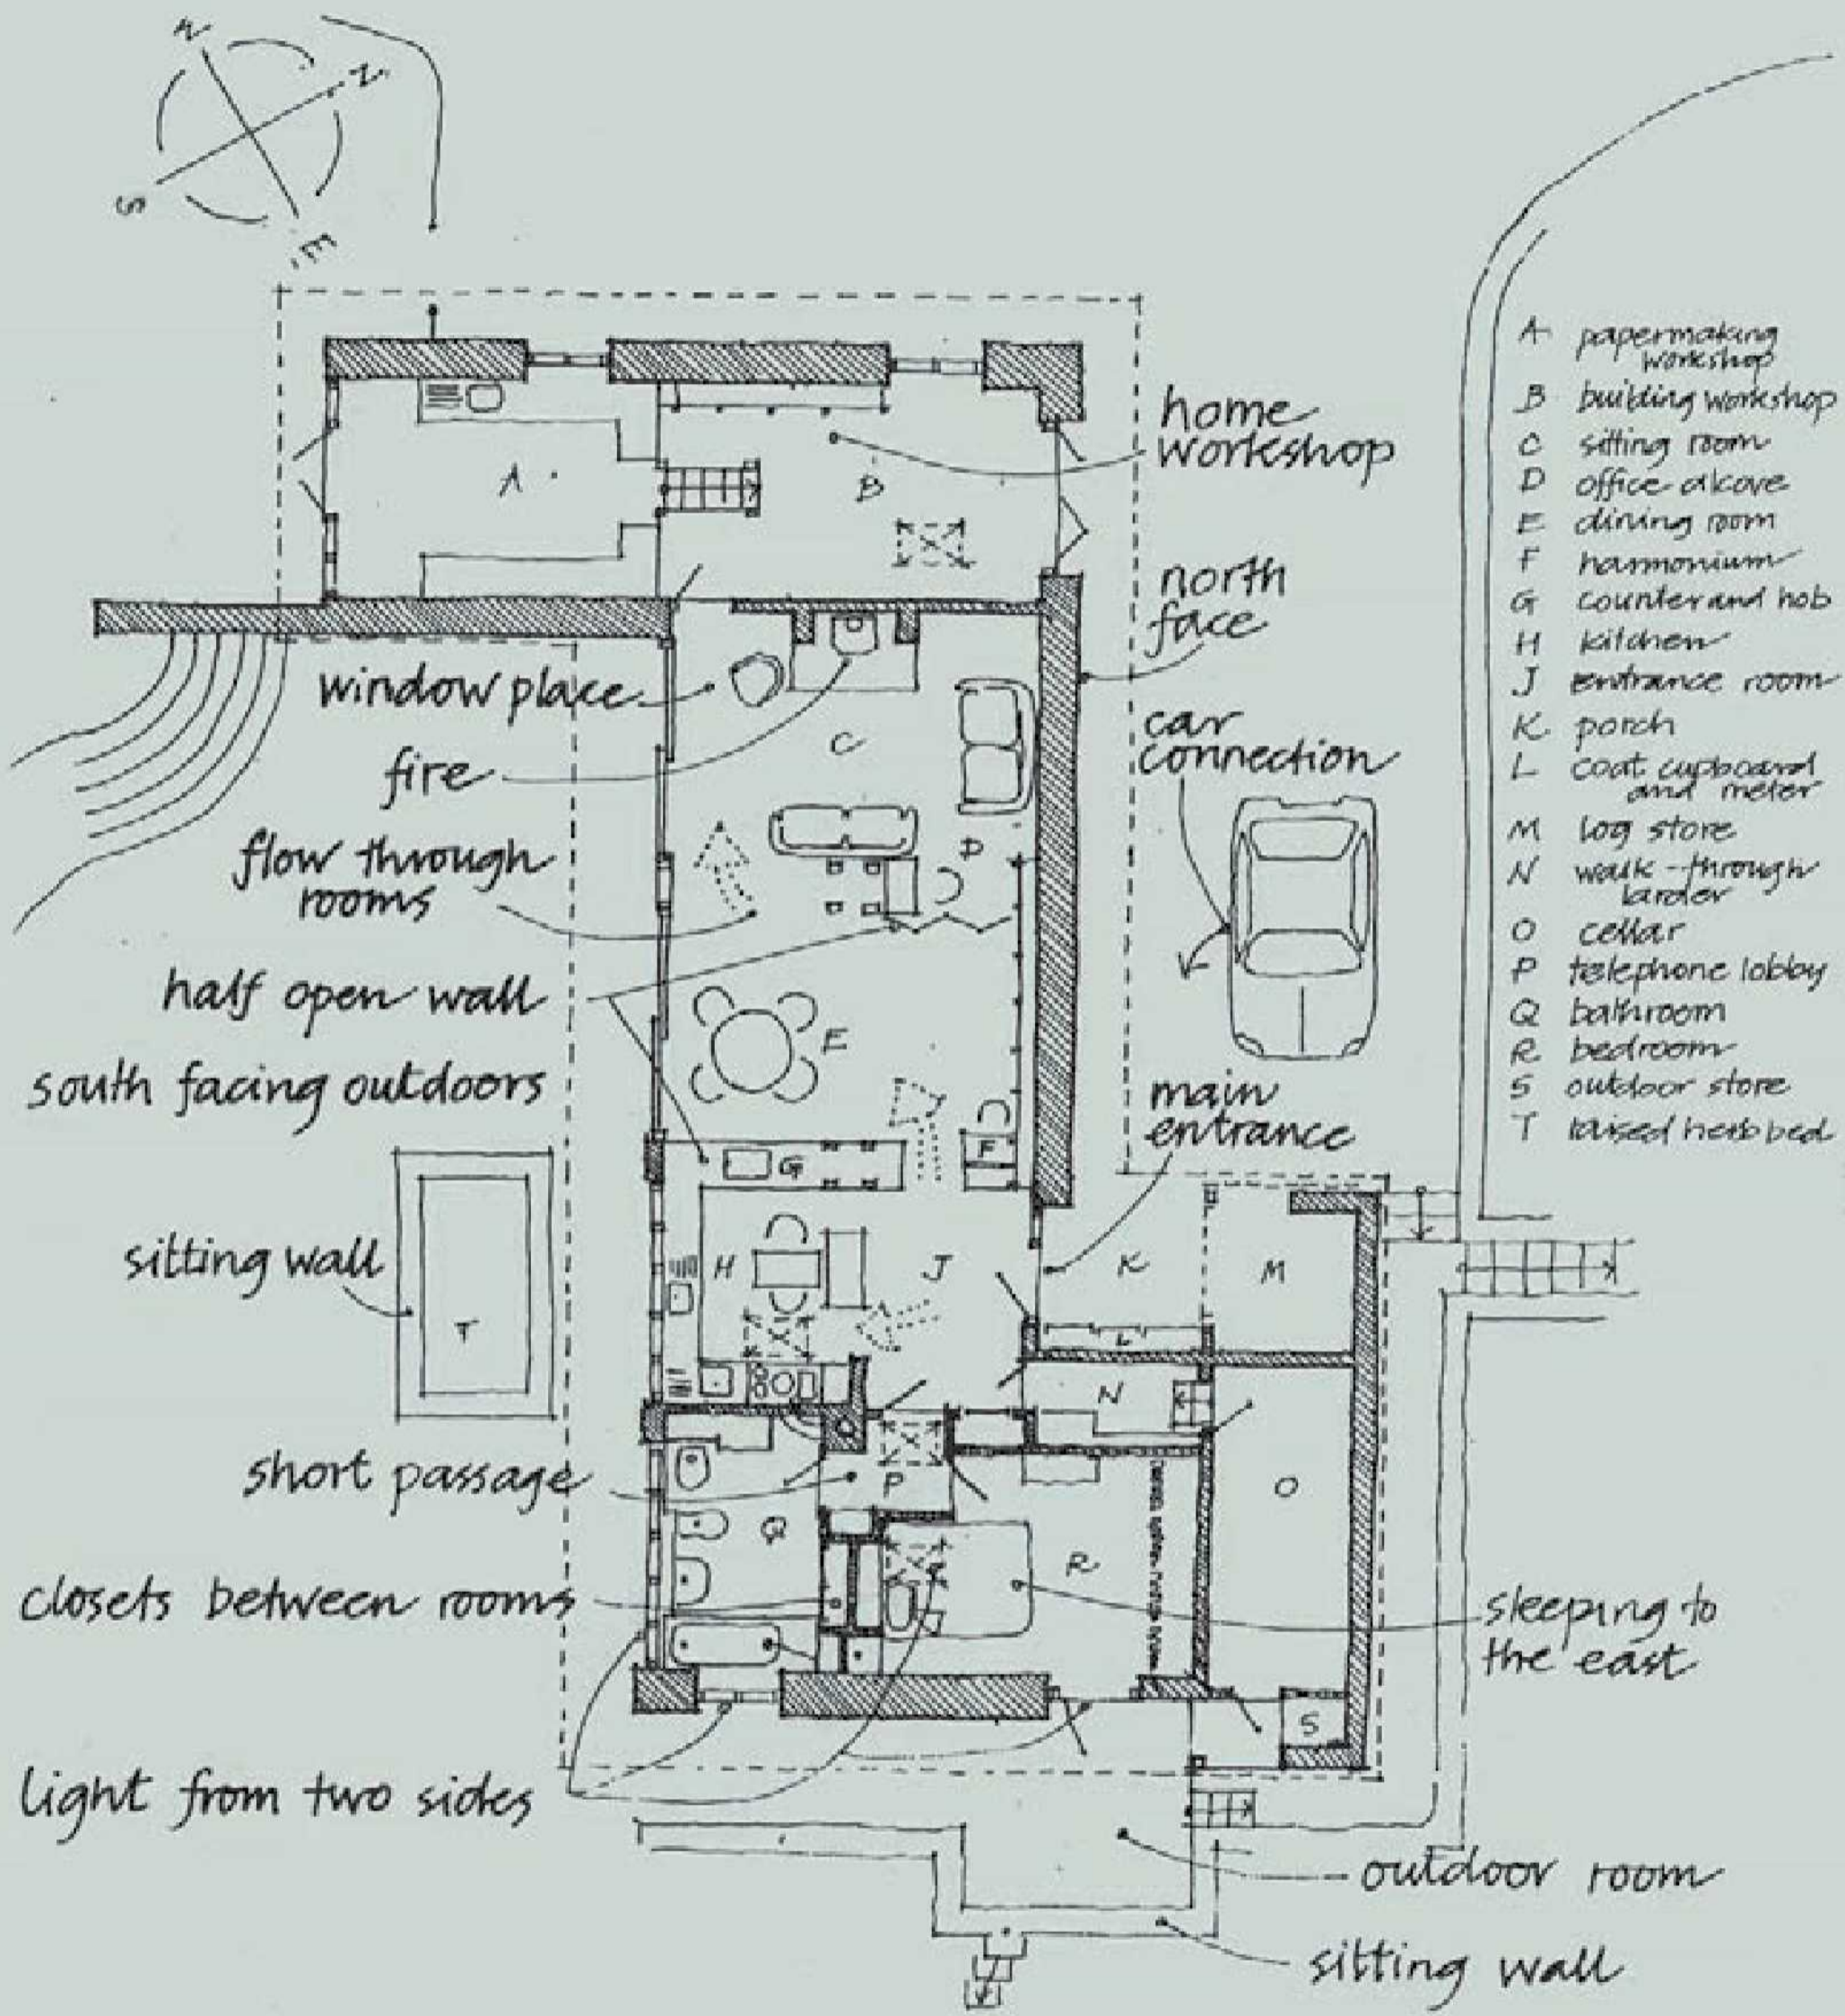 W
N
S
E
A
B
home
workshop
north
face
window place
C
fire
car
connection
flow through
rooms
D
half open wall
E
south facing outdoors
main
entrance
F
G
sitting wall
H
J
K
M
T
L
N
short passage
P
O
Q
R
closets between rooms
sleeping to
the east
S
light from two sides
outdoor room
sitting wall
A papermaking
workshop
B building workshop
C sitting room
D office alcove
E dining room
F harmonium
G counter and hob
H kitchen
J entrance room
K porch
L coat cupboard
and meter
M log store
N walk-through
larder
O cellar
P telephone lobby
Q bathroom
R bedroom
S outdoor store
T raised herb bed